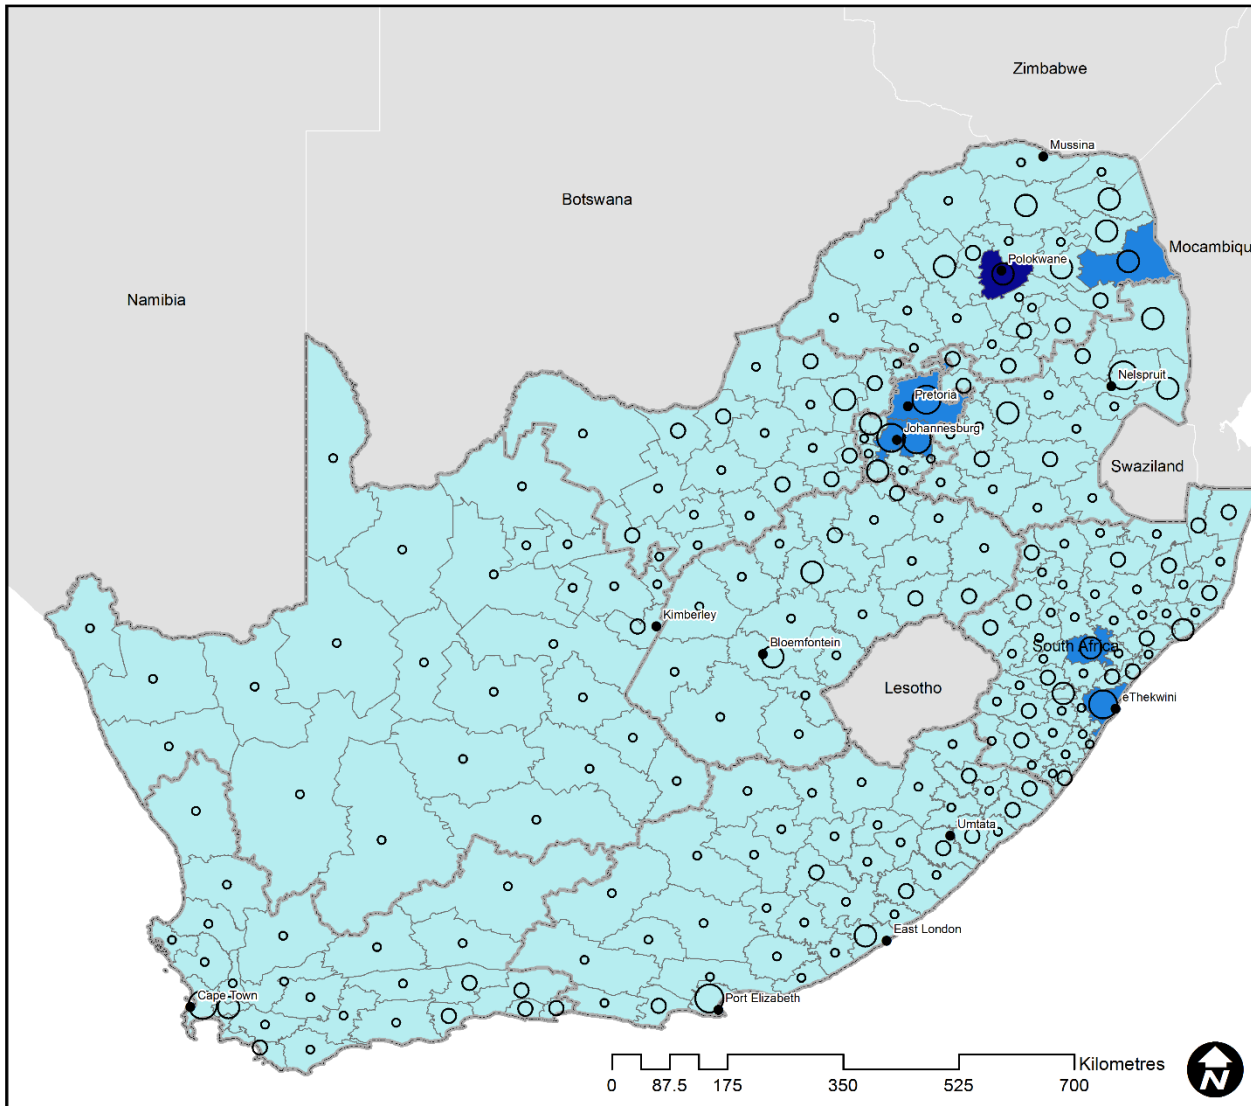 Zimbabwe
Mussina
Botswana
Mocambiqu
Polokwane
Namibia
Nelspruit
Pretoria
Johannesburg
Swaziland
Kimberley
Bloemfontein
South Africa
Lesotho
eThekwini
Umtata
East London
Cape Town
Port Elizabeth
Kilometres
0 87.5 175 350 525 700
N